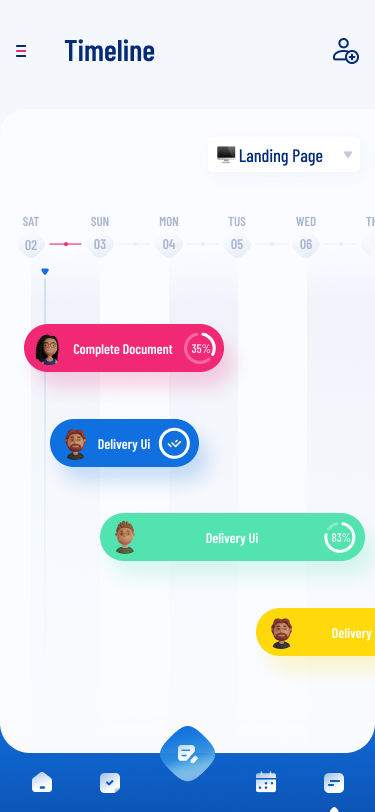 Timeline
Landing Page
SAT SUN MON TUS WED TH
02 03 04 05 06
Complete Document 35%
Delivery Ui
Delivery Ui 83%
Delivery